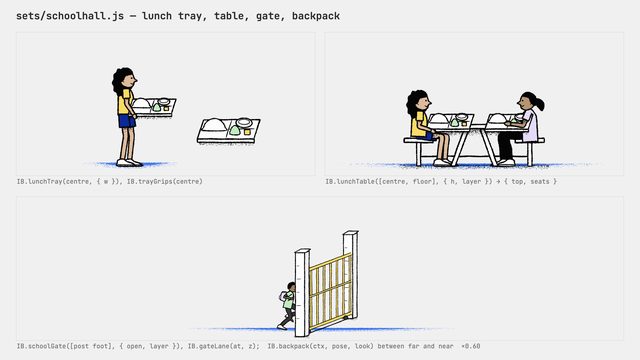 sets/schoolhall.js — lunch tray, table, gate, backpack
IB.lunchTray(centre, { w }), IB.trayGrips(centre)
IB.lunchTable([centre, floor], { h, layer }) → { top, seats }
IB.schoolGate([post foot], { open, layer }), IB.gateLane(at, z);  IB.backpack(ctx, pose, look) between far and near  ×0.60